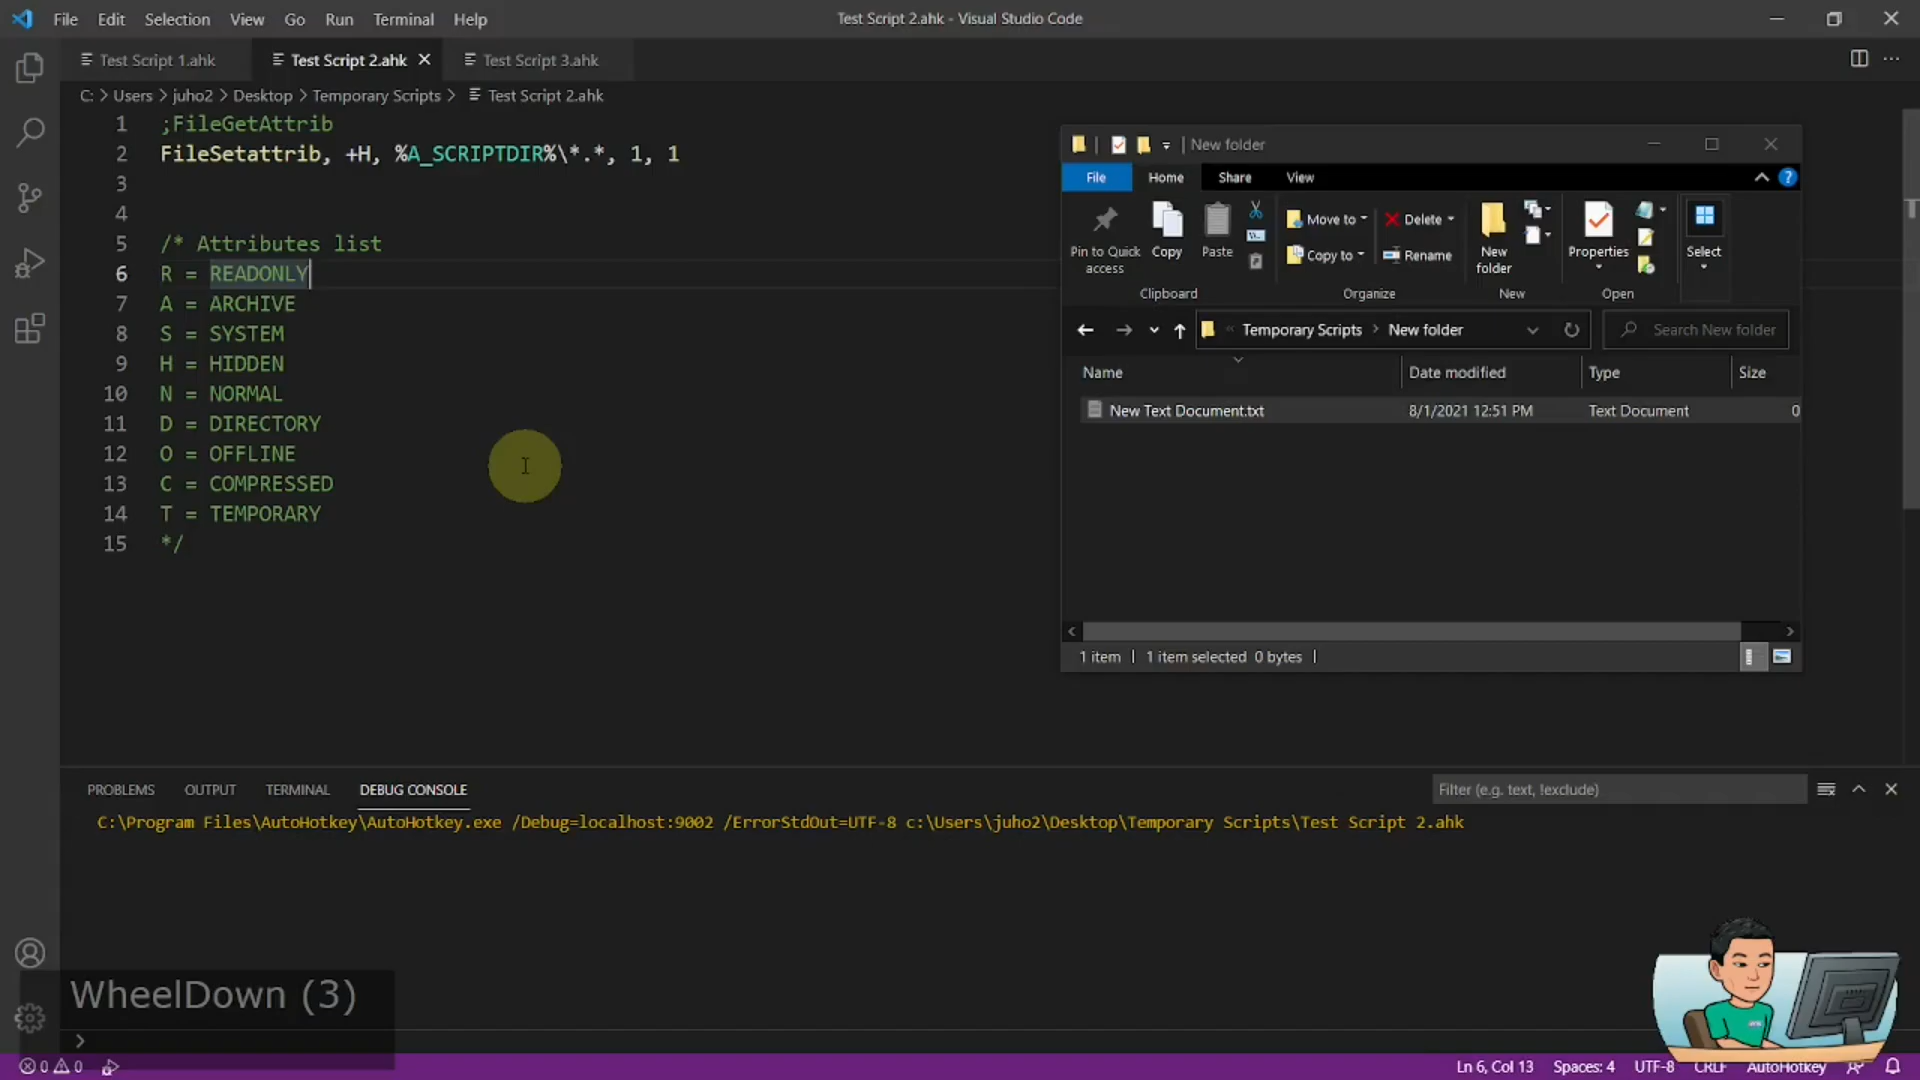 File Edit Selection View Go Run Terminal Help
Test Script 2.ahk - Visual Studio Code
Test Script 1.ahk
Test Script 2.ahk
Test Script 3.ahk
C: > Users > juho2 > Desktop > Temporary Scripts > Test Script 2.ahk
1 ;FileGetAttrib
2 FileSetattrib, +H, %A_SCRIPTDIR%\*.*, 1, 1
3
4
5 /* Attributes list
6 R = READONLY
7 A = ARCHIVE
8 S = SYSTEM
9 H = HIDDEN
10 N = NORMAL
11 D = DIRECTORY
12 O = OFFLINE
13 C = COMPRESSED
14 T = TEMPORARY
15 */
New folder
File Home Share View
Pin to Quick access
Copy
Paste
Move to
Copy to
Delete
Rename
New folder
Properties
Select
Clipboard Organize New Open
Temporary Scripts > New folder
Search New folder
Name Date modified Type Size
New Text Document.txt 8/1/2021 12:51 PM Text Document 0
1 item 1 item selected 0 bytes
PROBLEMS OUTPUT TERMINAL DEBUG CONSOLE
Filter (e.g. text, !exclude)
C:\Program Files\AutoHotkey\AutoHotkey.exe /Debug=localhost:9002 /ErrorStdOut=UTF-8 c:\Users\juho2\Desktop\Temporary Scripts\Test Script 2.ahk
WheelDown (3)
0 0
Ln 6, Col 13 Spaces: 4 UTF-8 CRLF AutoHotkey